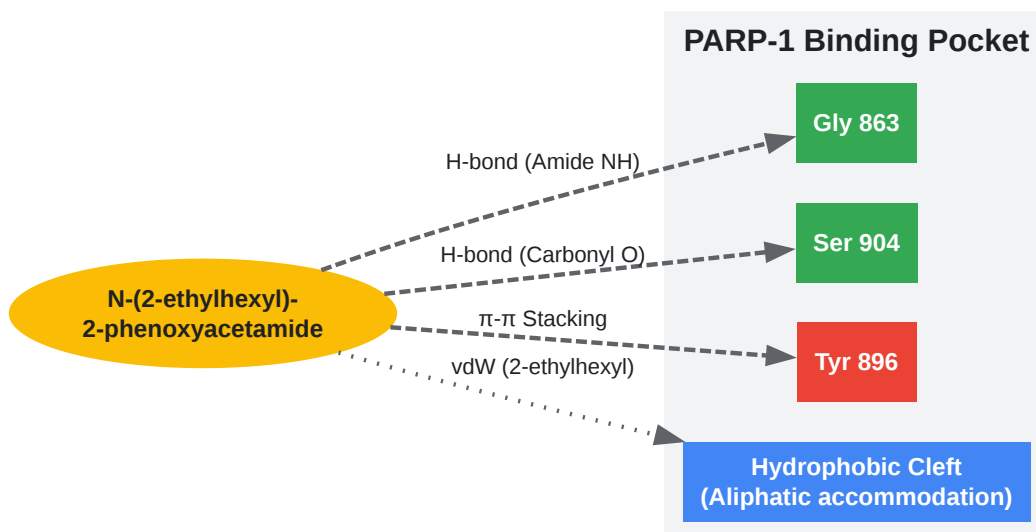 PARP-1 Binding Pocket
Gly 863
H-bond (Amide NH)
Ser 904
H-bond (Carbonyl O)
N-(2-ethylhexyl)-
2-phenoxyacetamide
π-π Stacking
Tyr 896
vdW (2-ethylhexyl)
Hydrophobic Cleft
(Aliphatic accommodation)